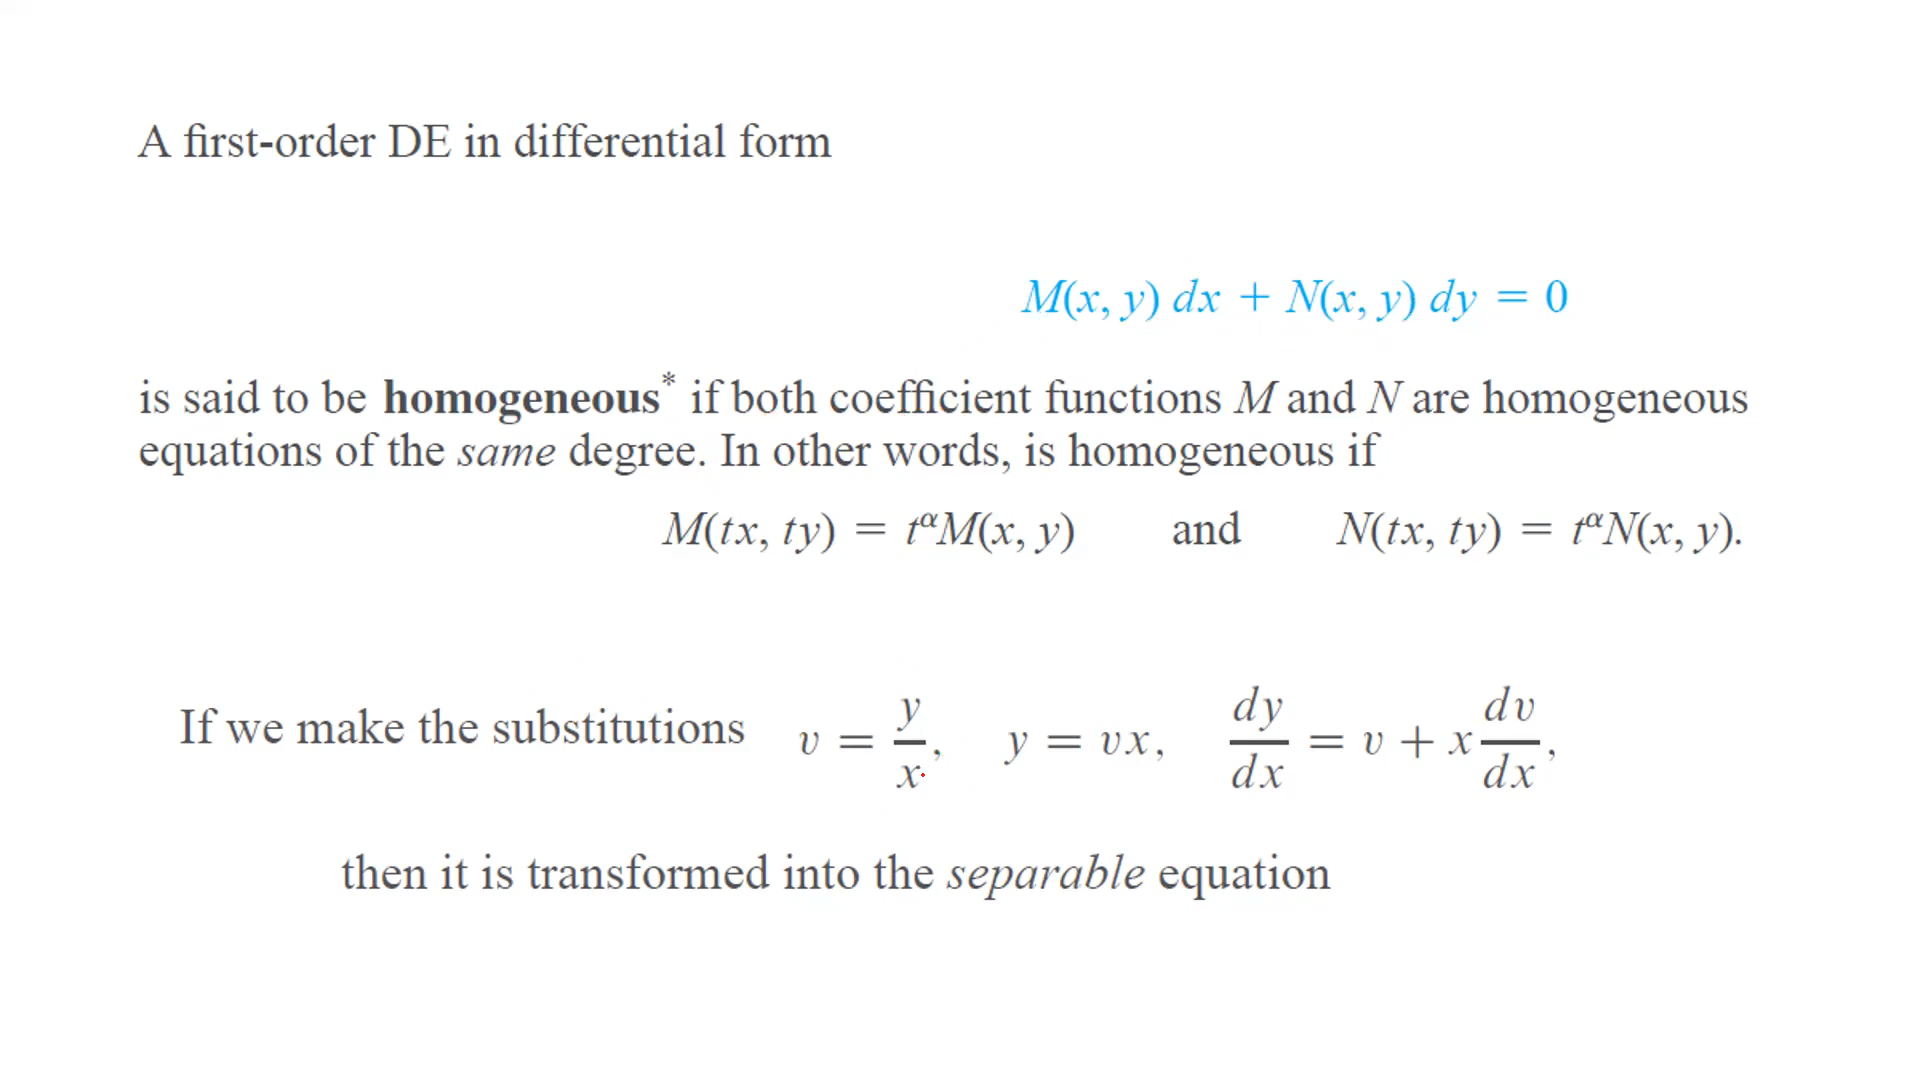 A first-order DE in differential form
M(x, y) dx + N(x, y) dy = 0
is said to be homogeneous* if both coefficient functions M and N are homogeneous
equations of the same degree. In other words, is homogeneous if
M(tx, ty) = t^α M(x, y) and N(tx, ty) = t^α N(x, y).
If we make the substitutions v = y/x, y = vx, dy/dx = v + x dv/dx,
then it is transformed into the separable equation